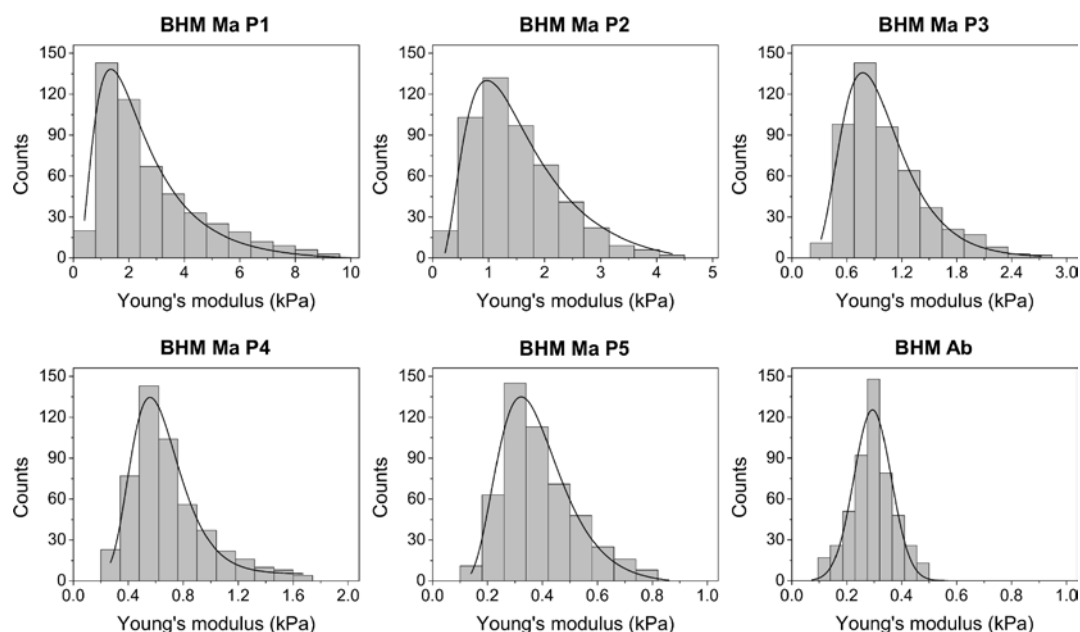 BHM Ma P1
BHM Ma P2
BHM Ma P3
150
120
90
60
30
0
Counts
0 2 4 6 8 10
Young's modulus (kPa)
150
120
90
60
30
0
Counts
0 1 2 3 4 5
Young's modulus (kPa)
150
120
90
60
30
0
Counts
0.0 0.6 1.2 1.8 2.4 3.0
Young's modulus (kPa)
BHM Ma P4
BHM Ma P5
BHM Ab
150
120
90
60
30
0
Counts
0.0 0.4 0.8 1.2 1.6 2.0
Young's modulus (kPa)
150
120
90
60
30
0
Counts
0.0 0.2 0.4 0.6 0.8 1.0
Young's modulus (kPa)
150
120
90
60
30
0
Counts
0.0 0.2 0.4 0.6 0.8 1.0
Young's modulus (kPa)